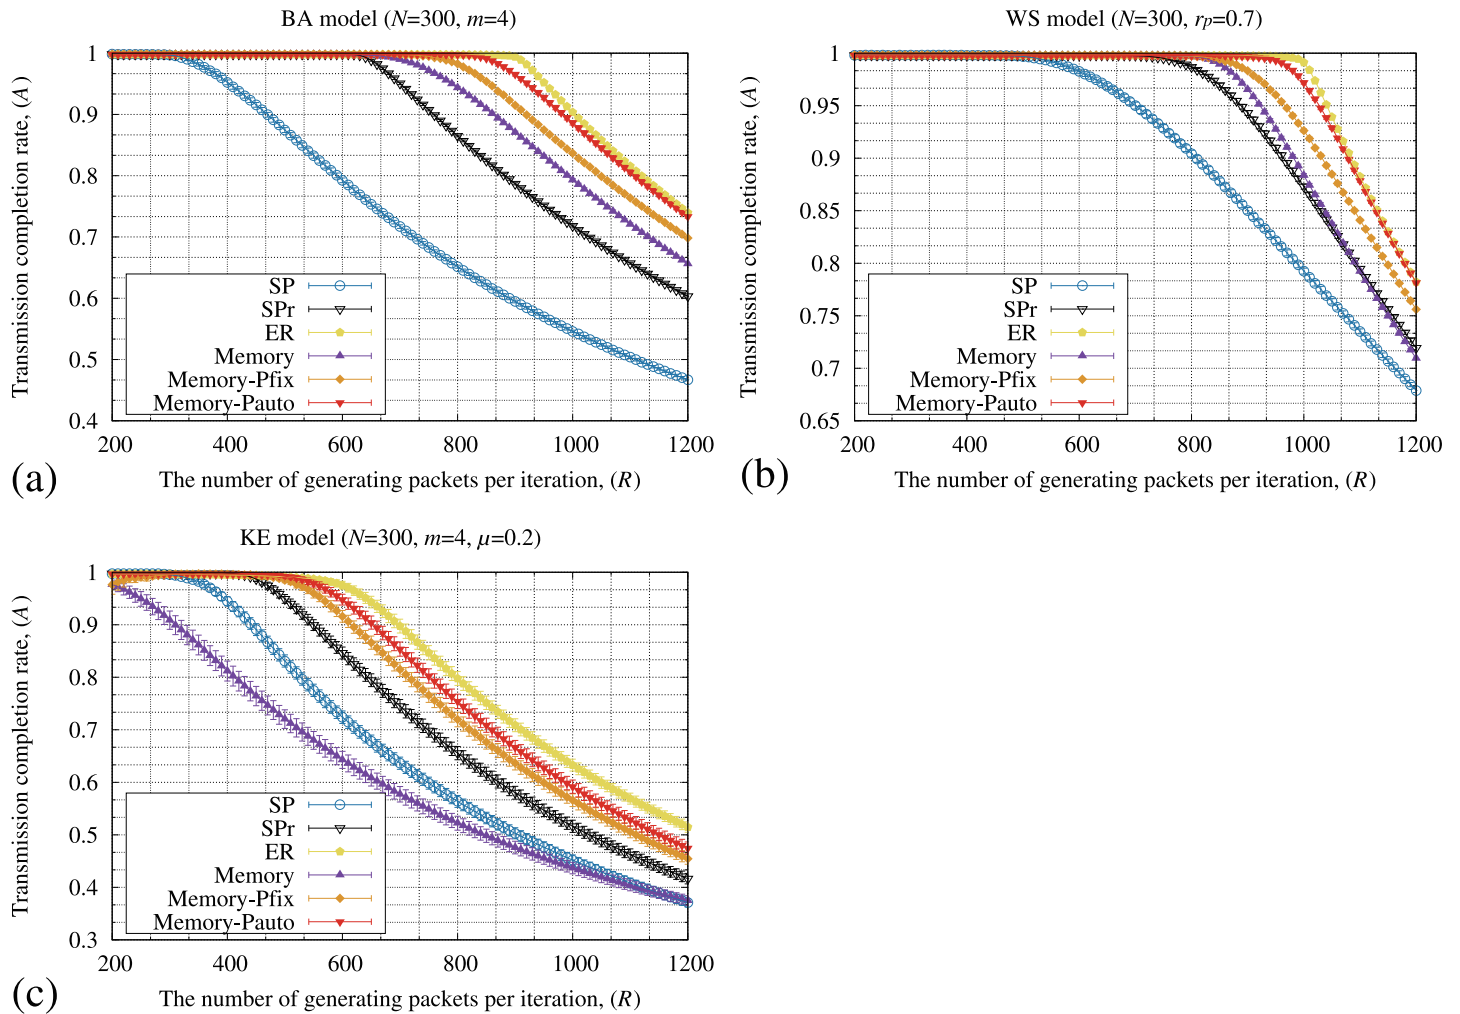 BA model (N=300, m=4)
Transmission completion rate, (A)
1
0.9
0.8
0.7
0.6
0.5
0.4
SP
SPr
ER
Memory
Memory-Pfix
Memory-Pauto
200 400 600 800 1000 1200
The number of generating packets per iteration, (R)
(a)
WS model (N=300, rp=0.7)
Transmission completion rate, (A)
1
0.95
0.9
0.85
0.8
0.75
0.7
0.65
SP
SPr
ER
Memory
Memory-Pfix
Memory-Pauto
200 400 600 800 1000 1200
The number of generating packets per iteration, (R)
(b)
KE model (N=300, m=4, μ=0.2)
Transmission completion rate, (A)
1
0.9
0.8
0.7
0.6
0.5
0.4
0.3
SP
SPr
ER
Memory
Memory-Pfix
Memory-Pauto
200 400 600 800 1000 1200
The number of generating packets per iteration, (R)
(c)